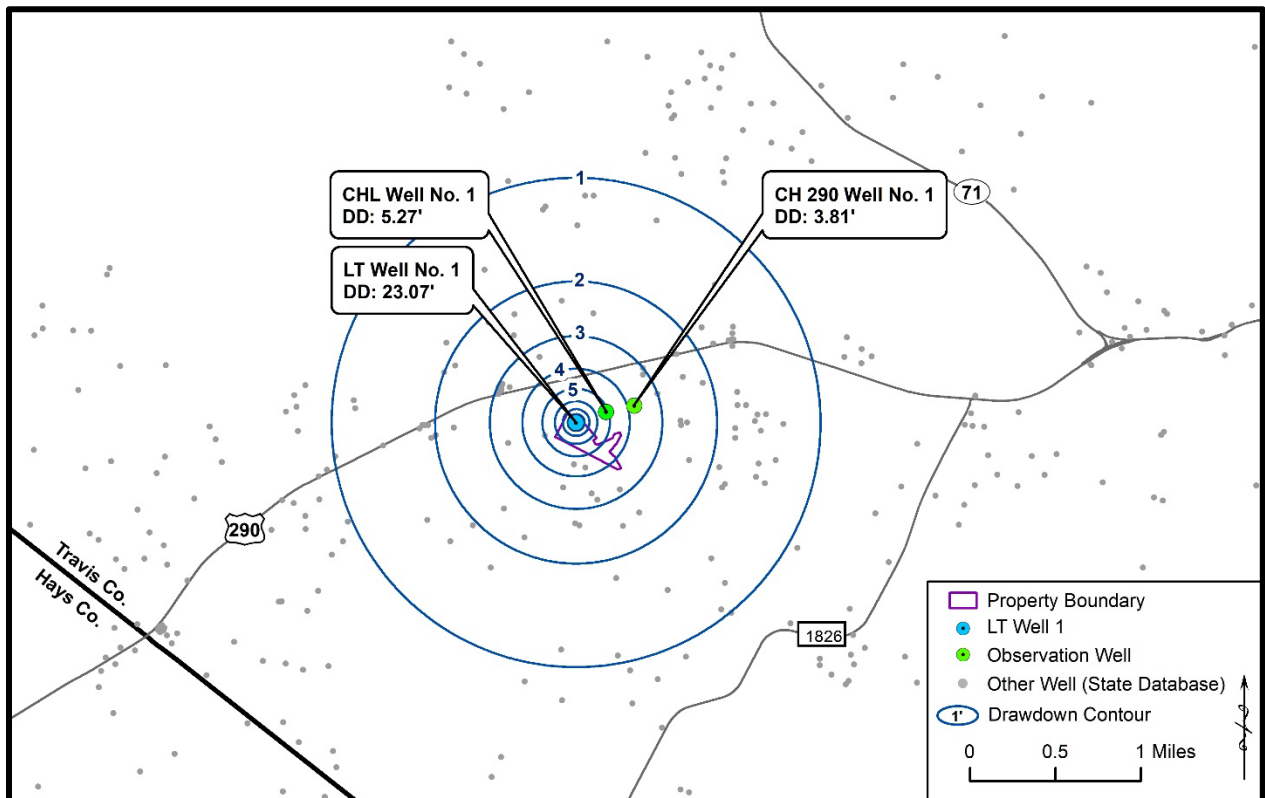 1
71
CHL Well No. 1
DD: 5.27'
CH 290 Well No. 1
DD: 3.81'
LT Well No. 1
DD: 23.07'
2
3
4
5
290
Travis Co.
Hays Co.
1826
Property Boundary
LT Well 1
Observation Well
Other Well (State Database)
1' Drawdown Contour
0 0.5 1 Miles